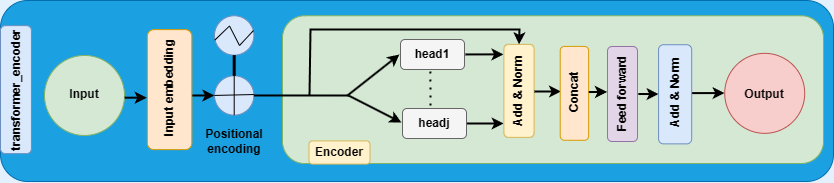 transformer_encoder
Input
Input embedding
Positional
encoding
head1
headj
Encoder
Add & Norm
Concat
Feed forward
Add & Norm
Output